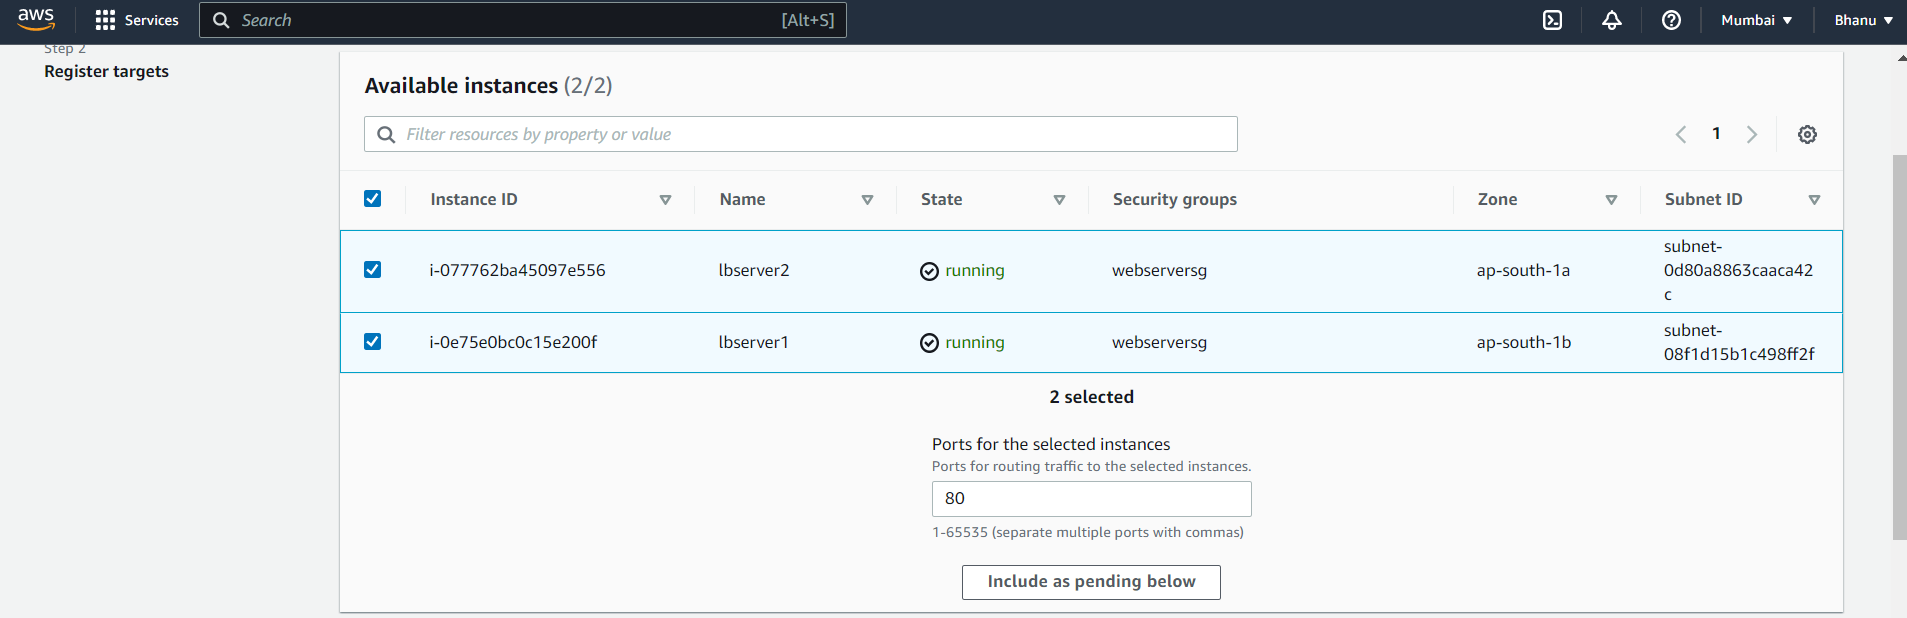 aws Services Search [Alt+S] Mumbai ▼ Bhanu ▼
Step 2
Register targets
Available instances (2/2)
Filter resources by property or value
1
Instance ID Name State Security groups Zone Subnet ID
i-077762ba45097e556 lbserver2 running webserversg ap-south-1a subnet-
0d80a8863caaca42
c
i-0e75e0bc0c15e200f lbserver1 running webserversg ap-south-1b subnet-
08f1d15b1c498ff2f
2 selected
Ports for the selected instances
Ports for routing traffic to the selected instances.
80
1-65535 (separate multiple ports with commas)
Include as pending below